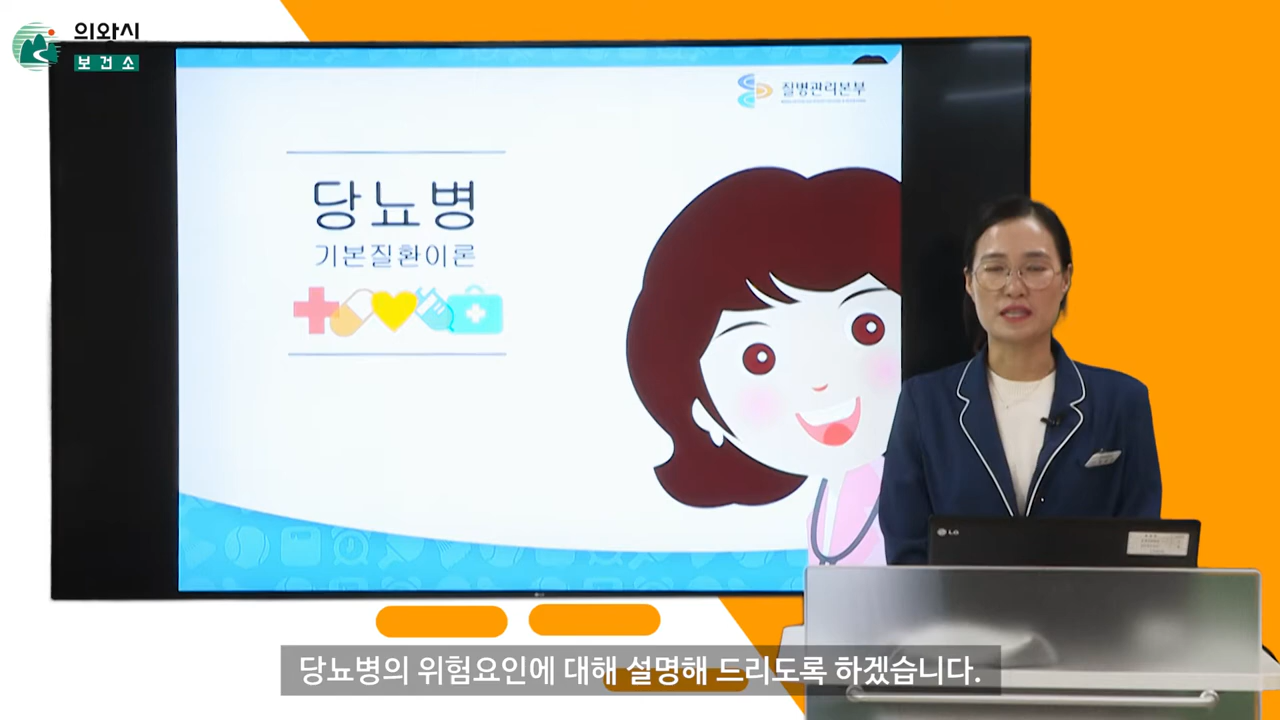 의왕시
보건소
질병관리본부
당뇨병
기본질환이론
LG
당뇨병의 위험요인에 대해 설명해 드리도록 하겠습니다.